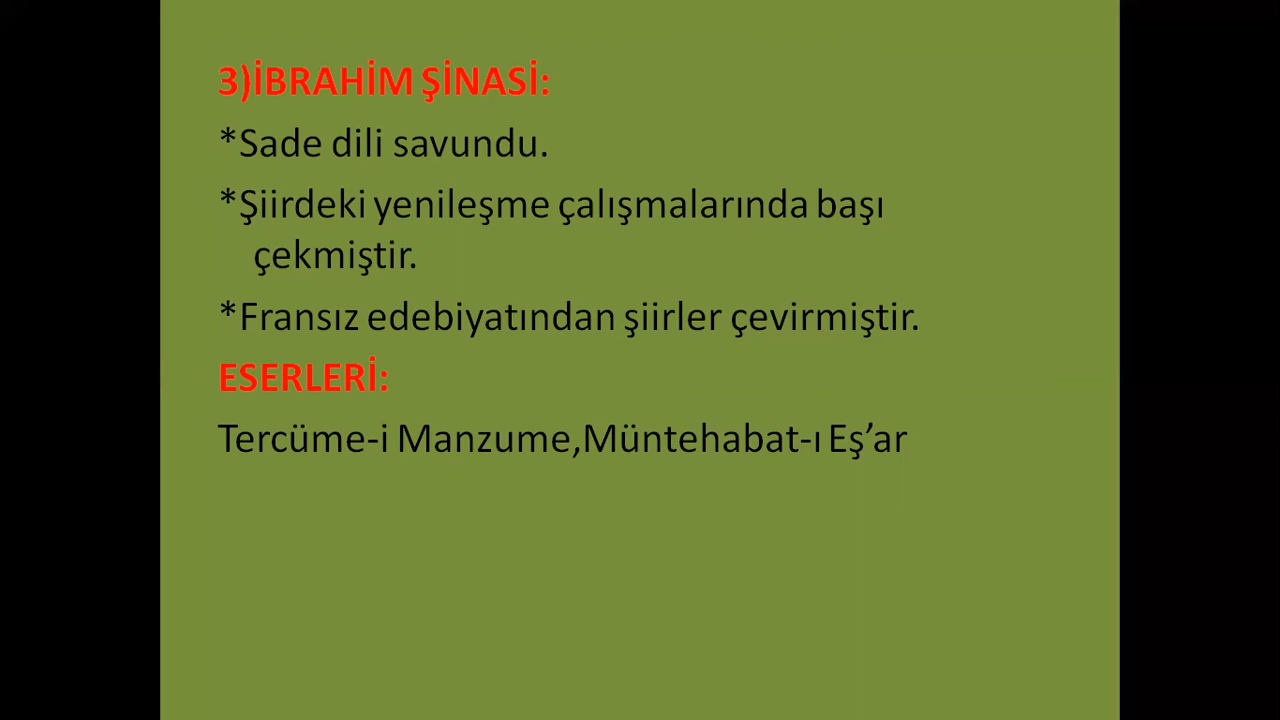 3)İBRAHİM ŞİNASİ:
*Sade dili savundu.
*Şiirdeki yenileşme çalışmalarında başı
çekmiştir.
*Fransız edebiyatından şiirler çevirmiştir.
ESERLERİ:
Tercüme-i Manzume,Müntehabat-ı Eş’ar